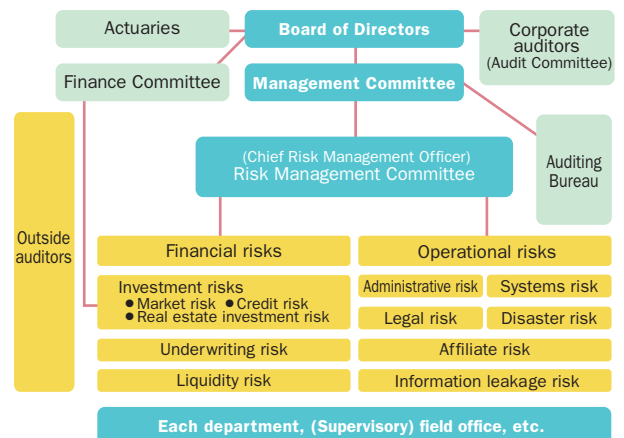 Actuaries
Board of Directors
Corporate
auditors
(Audit Committee)
Finance Committee
Management Committee
(Chief Risk Management Officer)
Risk Management Committee
Auditing
Bureau
Outside
auditors
Financial risks
Operational risks
Investment risks
● Market risk ● Credit risk
● Real estate investment risk
Administrative risk
Systems risk
Legal risk
Disaster risk
Underwriting risk
Affiliate risk
Liquidity risk
Information leakage risk
Each department, (Supervisory) field office, etc.